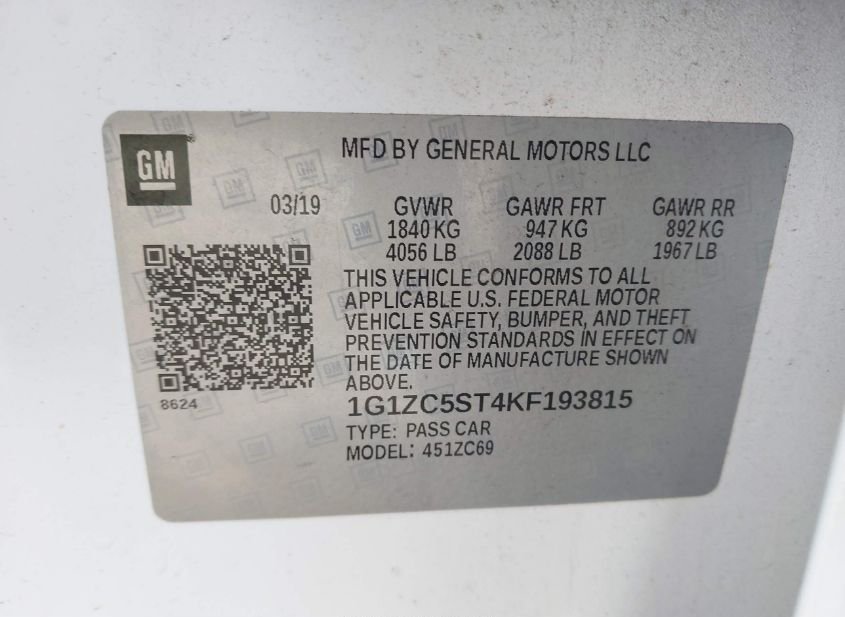 GM
MFD BY GENERAL MOTORS LLC
03/19 GVWR GAWR FRT GAWR RR
1840 KG 947 KG 892 KG
4056 LB 2088 LB 1967 LB
THIS VEHICLE CONFORMS TO ALL
APPLICABLE U.S. FEDERAL MOTOR
VEHICLE SAFETY, BUMPER, AND THEFT
PREVENTION STANDARDS IN EFFECT ON
THE DATE OF MANUFACTURE SHOWN
ABOVE.
8624
1G1ZC5ST4KF193815
TYPE: PASS CAR
MODEL: 451ZC69